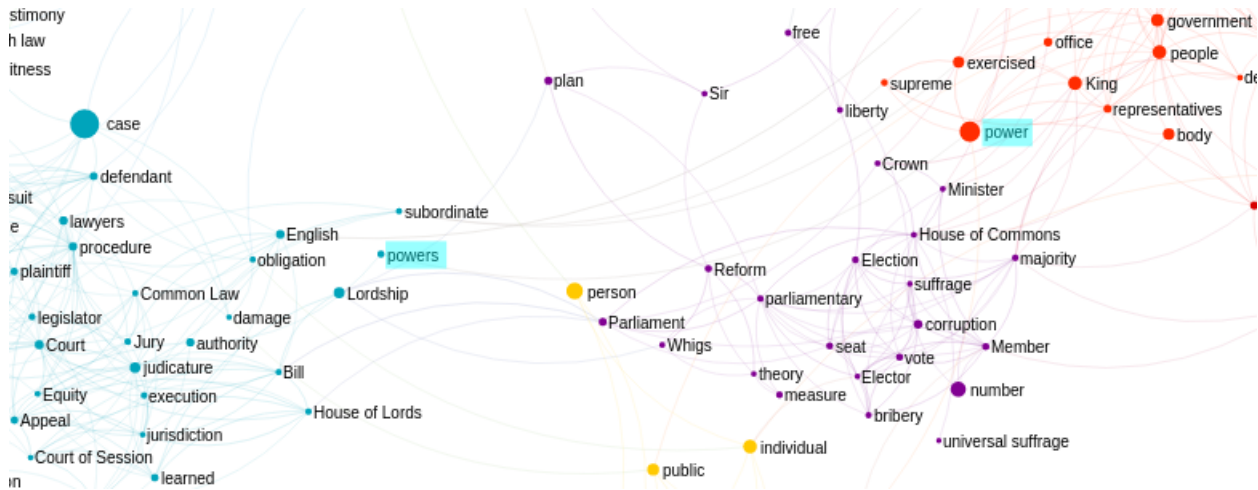 stimony
h law
itness
case
defendant
suit
e
lawyers
procedure
plaintiff
English
obligation
subordinate
powers
Common Law
Lordship
damage
legislator
Jury
authority
Court
judicature
Bill
Equity
execution
Appeal
House of Lords
jurisdiction
Court of Session
learned
on
plan
free
Sir
liberty
Crown
Minister
House of Commons
majority
Reform
Election
suffrage
parliamentary
person
Parliament
corruption
Whigs
seat
vote
Member
theory
Elector
measure
number
bribery
universal suffrage
individual
public
government
office
people
exercised
supreme
King
de
representatives
power
body